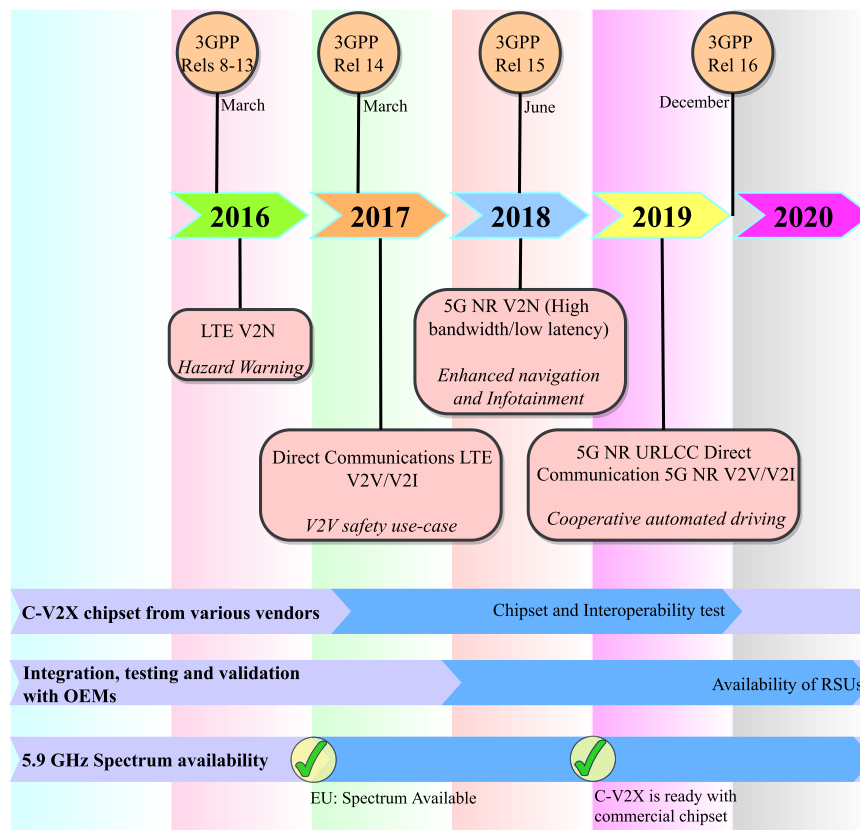 3GPP
Rels 8-13
3GPP
Rel 14
3GPP
Rel 15
3GPP
Rel 16
March
March
June
December
2016
2017
2018
2019
2020
LTE V2N
Hazard Warning
5G NR V2N (High
bandwidth/low latency)
Enhanced navigation
and Infotainment
Direct Communications LTE
V2V/V2I
V2V safety use-case
5G NR URLCC Direct
Communication 5G NR V2V/V2I
Cooperative automated driving
C-V2X chipset from various vendors
Chipset and Interoperability test
Integration, testing and validation
with OEMs
Availability of RSUs
5.9 GHz Spectrum availability
EU: Spectrum Available
C-V2X is ready with
commercial chipset